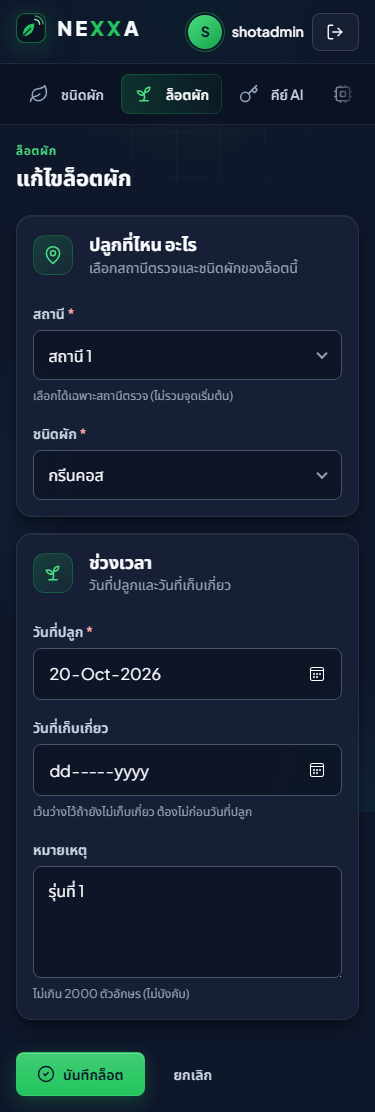 NEXXA
S
shotadmin
ชนิดผัก
ล็อตผัก
คีย์ AI
ล็อตผัก
แก้ไขล็อตผัก
ปลูกที่ไหน อะไร
เลือกสถานีตรวจและชนิดผักของล็อตนี้
สถานี *
สถานี 1
เลือกได้เฉพาะสถานีตรวจ (ไม่รวมจุดเริ่มต้น)
ชนิดผัก *
กรีนคอส
ช่วงเวลา
วันที่ปลูกและวันที่เก็บเกี่ยว
วันที่ปลูก *
20-Oct-2026
วันที่เก็บเกี่ยว
dd-----yyyy
เว้นว่างไว้ถ้ายังไม่เก็บเกี่ยว ต้องไม่ก่อนวันที่ปลูก
หมายเหตุ
รุ่นที่ 1
ไม่เกิน 2000 ตัวอักษร (ไม่บังคับ)
บันทึกล็อต
ยกเลิก